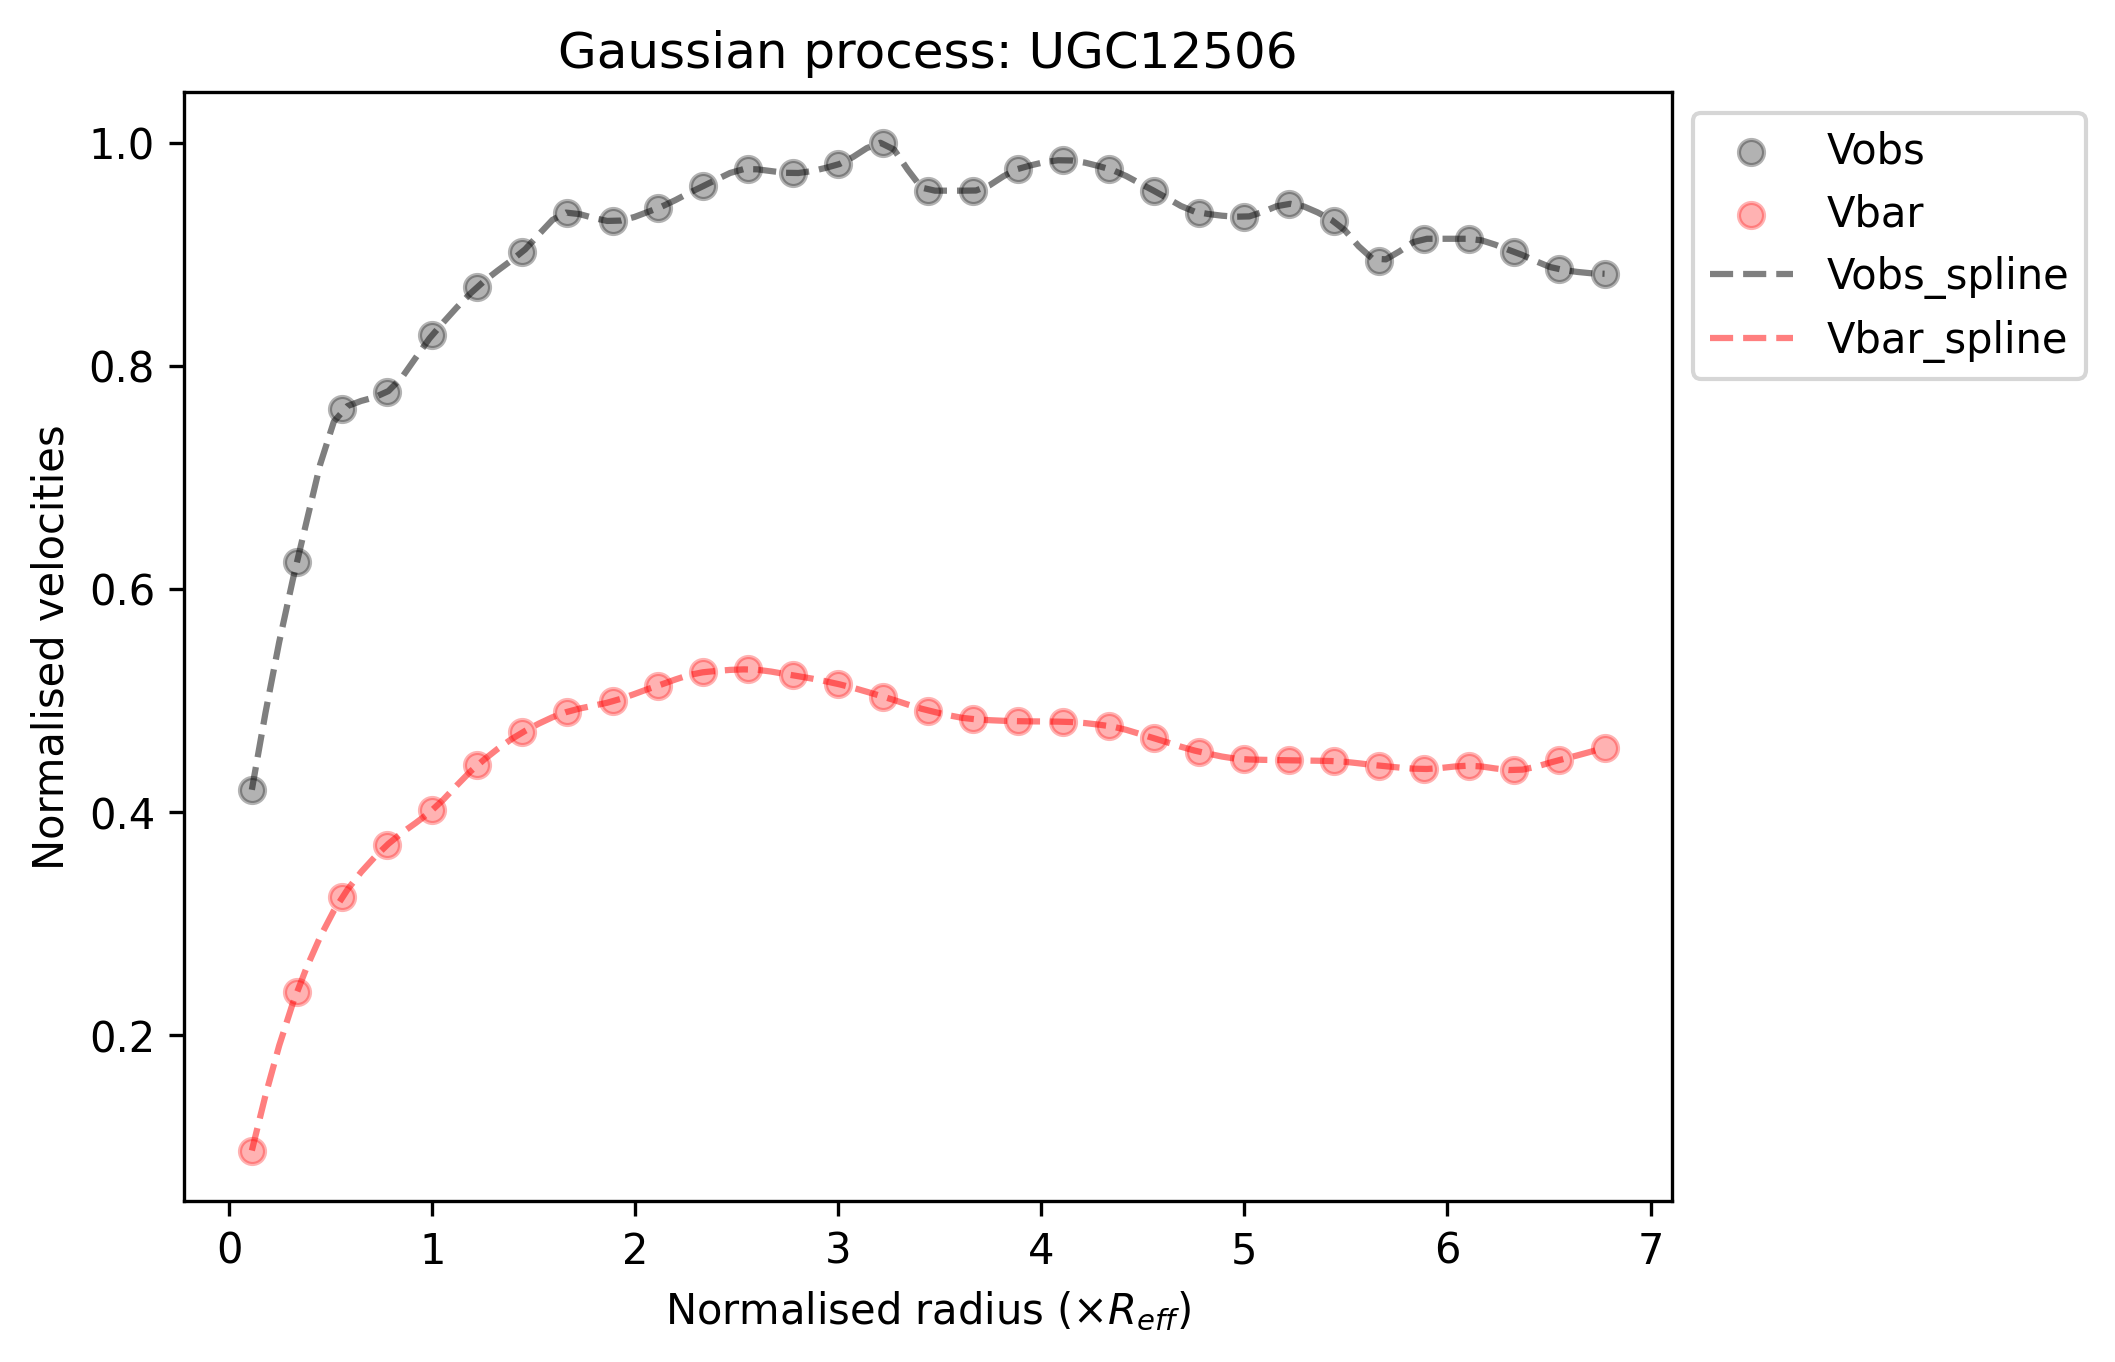 Gaussian process: UGC12506
1.0
0.8
0.6
0.4
0.2
Normalised velocities
0 1 2 3 4 5 6 7
Normalised radius (×R_eff)
Vobs
Vbar
Vobs_spline
Vbar_spline